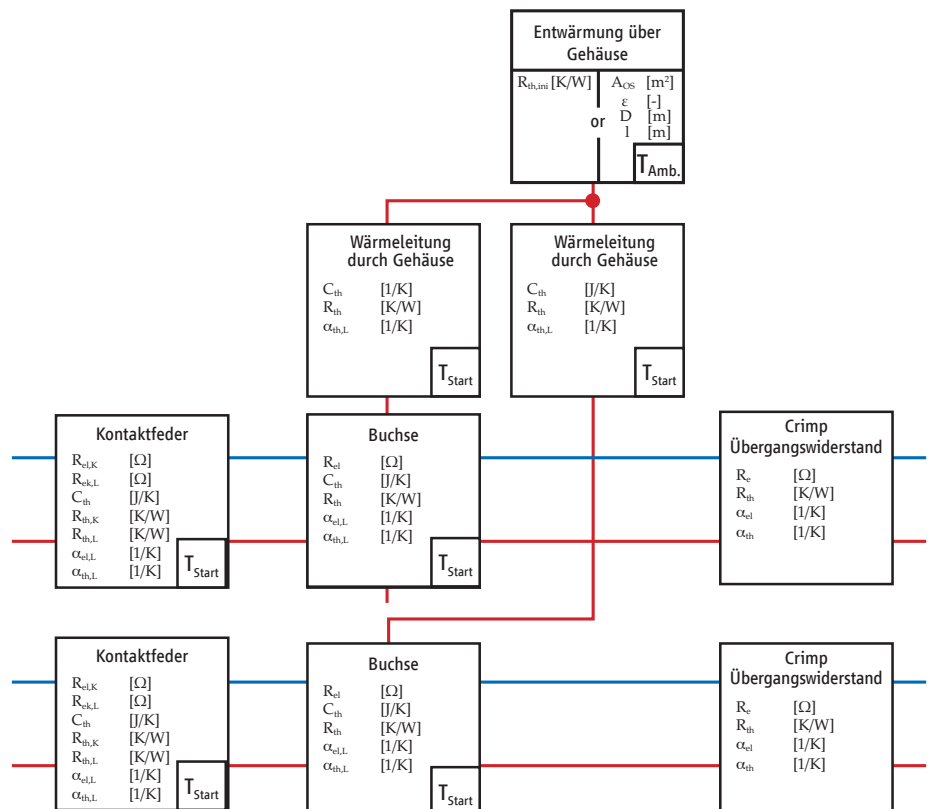 Entwärmung über
Gehäuse
R_th,ini [K/W]
or
A_OS [m²]
ε [-]
D [m]
l [m]
T_Amb.
Wärmeleitung
durch Gehäuse
C_th [1/K]
R_th [K/W]
α_th,L [1/K]
T_Start
Wärmeleitung
durch Gehäuse
C_th [J/K]
R_th [K/W]
α_th,L [1/K]
T_Start
Kontaktfeder
R_el,K [Ω]
R_ek,L [Ω]
C_th [J/K]
R_th,K [K/W]
R_th,L [K/W]
α_el,L [1/K]
α_th,L [1/K]
T_Start
Buchse
R_el [Ω]
C_th [J/K]
R_th [K/W]
α_el,L [1/K]
α_th,L [1/K]
T_Start
Crimp
Übergangswiderstand
R_e [Ω]
R_th [K/W]
α_el [1/K]
α_th [1/K]
Kontaktfeder
R_el,K [Ω]
R_ek,L [Ω]
C_th [J/K]
R_th,K [K/W]
R_th,L [K/W]
α_el,L [1/K]
α_th,L [1/K]
T_Start
Buchse
R_el [Ω]
C_th [J/K]
R_th [K/W]
α_el,L [1/K]
α_th,L [1/K]
T_Start
Crimp
Übergangswiderstand
R_e [Ω]
R_th [K/W]
α_el [1/K]
α_th [1/K]